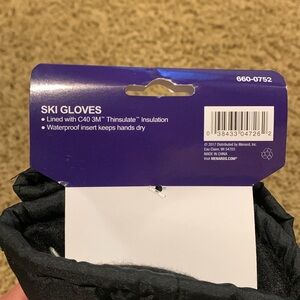 660-0752
SKI GLOVES
• Lined with C40 3M™ Thinsulate™ Insulation
• Waterproof insert keeps hands dry
0 38433 04726 2
© 2017 Distributed by Menard, Inc.
Eau Claire, WI 54703
MADE IN CHINA
Visit MENARDS.COM®